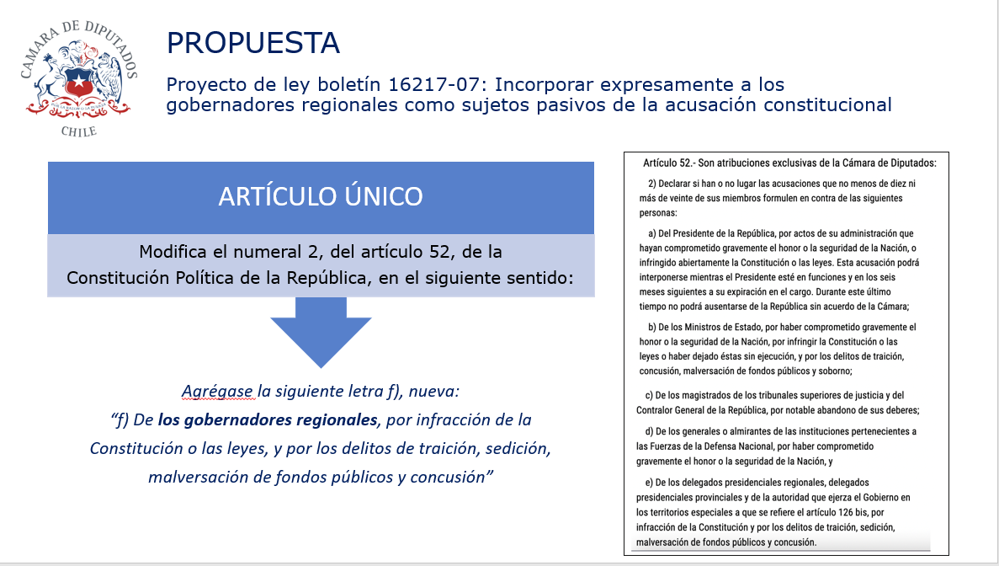 CAMARA DE DIPUTADOS
CHILE
PROPUESTA
Proyecto de ley boletín 16217-07: Incorporar expresamente a los
gobernadores regionales como sujetos pasivos de la acusación constitucional
ARTÍCULO ÚNICO
Modifica el numeral 2, del artículo 52, de la
Constitución Política de la República, en el siguiente sentido:
Agrégase la siguiente letra f), nueva:
“f) De los gobernadores regionales, por infracción de la
Constitución o las leyes, y por los delitos de traición, sedición,
malversación de fondos públicos y concusión”
Artículo 52.- Son atribuciones exclusivas de la Cámara de Diputados:
2) Declarar si han o no lugar las acusaciones que no menos de diez ni
más de veinte de sus miembros formulen en contra de las siguientes
personas:
a) Del Presidente de la República, por actos de su administración que
hayan comprometido gravemente el honor o la seguridad de la Nación, o
infringido abiertamente la Constitución o las leyes. Esta acusación podrá
interponerse mientras el Presidente esté en funciones y en los seis
meses siguientes a su expiración en el cargo. Durante este último
tiempo no podrá ausentarse de la República sin acuerdo de la Cámara;
b) De los Ministros de Estado, por haber comprometido gravemente el
honor o la seguridad de la Nación, por infringir la Constitución o las
leyes o haber dejado éstas sin ejecución, y por los delitos de traición,
concusión, malversación de fondos públicos y soborno;
c) De los magistrados de los tribunales superiores de justicia y del
Contralor General de la República, por notable abandono de sus deberes;
d) De los generales o almirantes de las instituciones pertenecientes a
las Fuerzas de la Defensa Nacional, por haber comprometido
gravemente el honor o la seguridad de la Nación, y
e) De los delegados presidenciales regionales, delegados
presidenciales provinciales y de la autoridad que ejerza el Gobierno en
los territorios especiales a que se refiere el artículo 126 bis, por
infracción de la Constitución y por los delitos de traición, sedición,
malversación de fondos públicos y concusión.